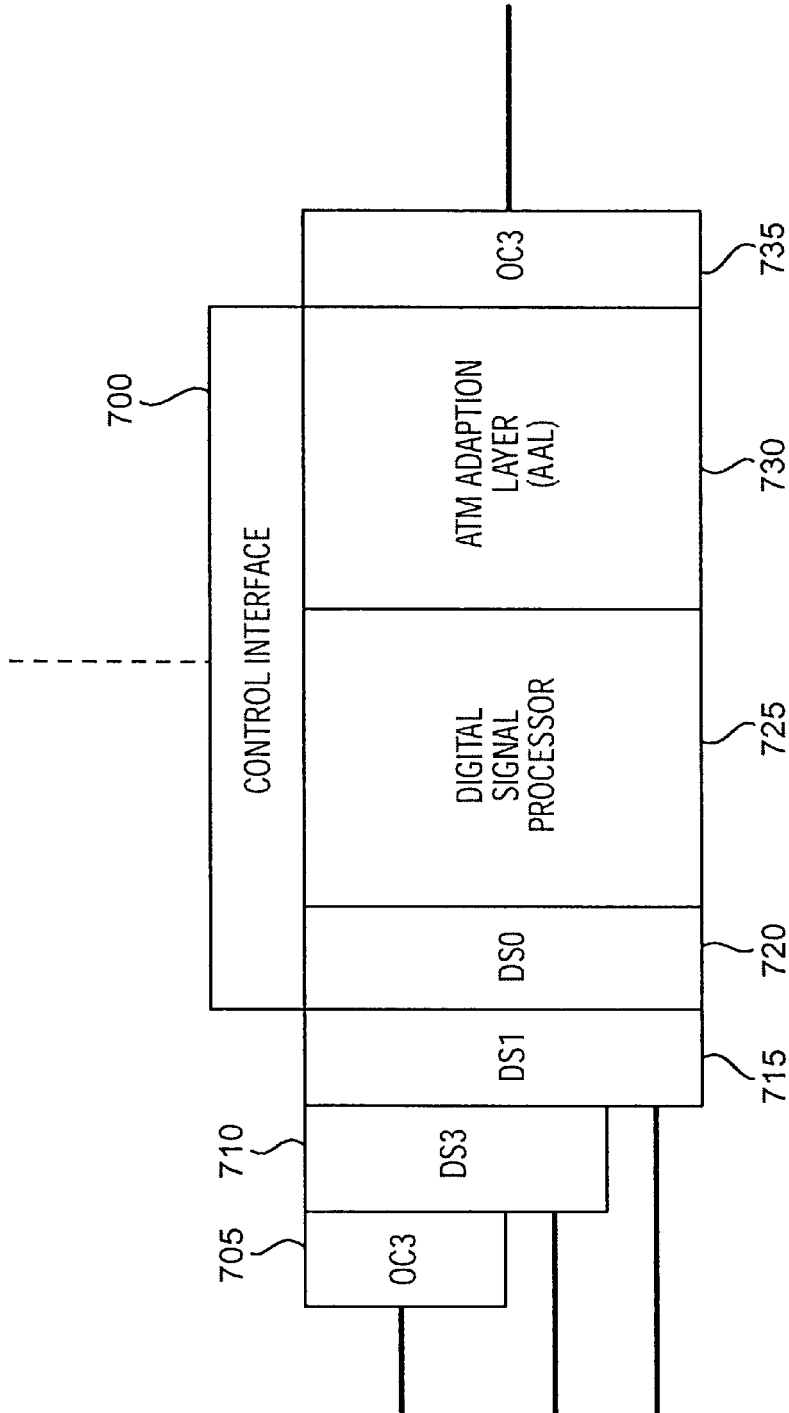 700
CONTROL INTERFACE
705
710
OC3
DS3
DS1
DS0
DIGITAL
SIGNAL
PROCESSOR
ATM ADAPTION
LAYER
(AAL)
OC3
715
720
725
730
735